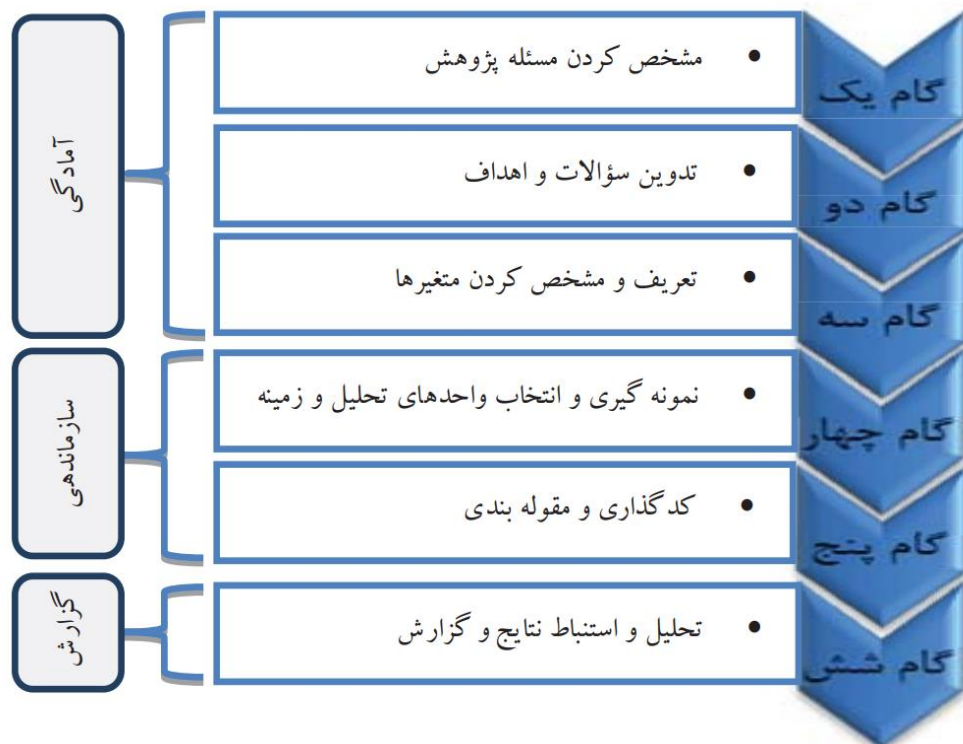 گام یک
مشخص کردن مسئله پژوهش
گام دو
تدوین سؤالات و اهداف
گام سه
تعریف و مشخص کردن متغیرها
آمادگی
گام چهار
نمونه گیری و انتخاب واحدهای تحلیل و زمینه
گام پنج
کدگذاری و مقوله بندی
سازماندهی
گام شش
تحلیل و استنباط نتایج و گزارش
گزارش